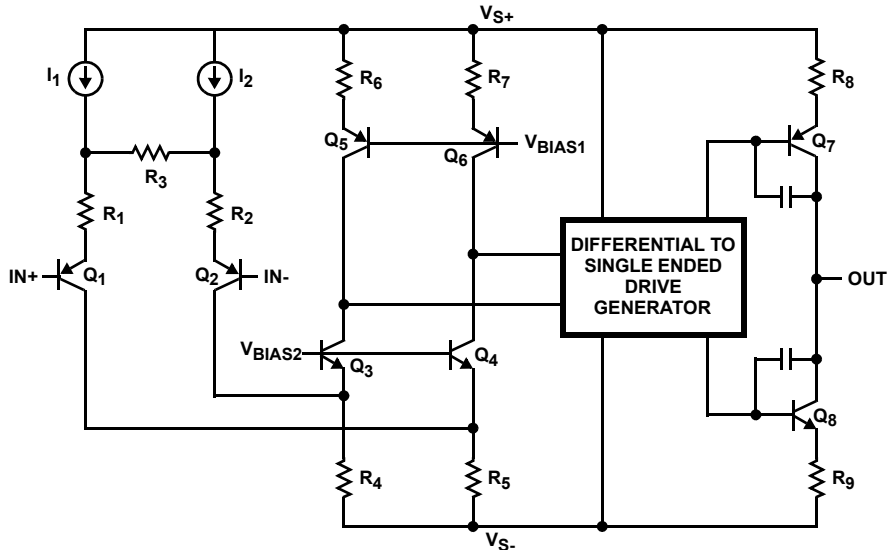 VS+
I1
I2
R6
R7
R8
Q5
Q6
VBIAS1
Q7
R3
R1
R2
IN+
Q1
Q2
IN-
DIFFERENTIAL TO
SINGLE ENDED
DRIVE
GENERATOR
OUT
VBIAS2
Q3
Q4
Q8
R4
R5
R9
VS-